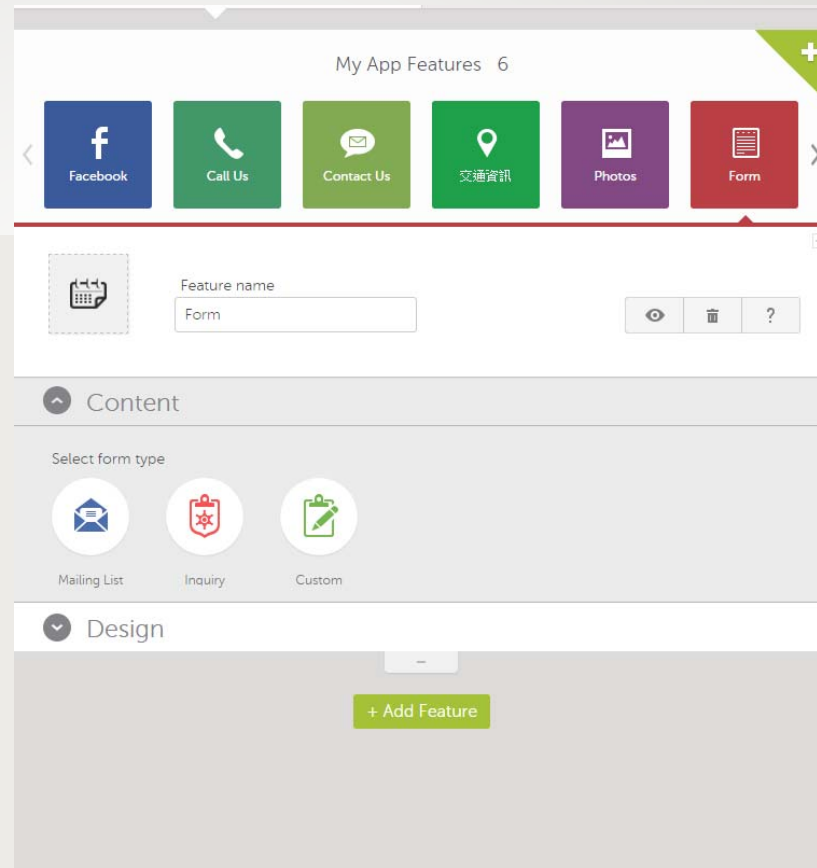 My App Features 6
Facebook
Call Us
Contact Us
交通資訊
Photos
Form
Feature name
Form
?
Content
Select form type
Mailing List
Inquiry
Custom
Design
+ Add Feature